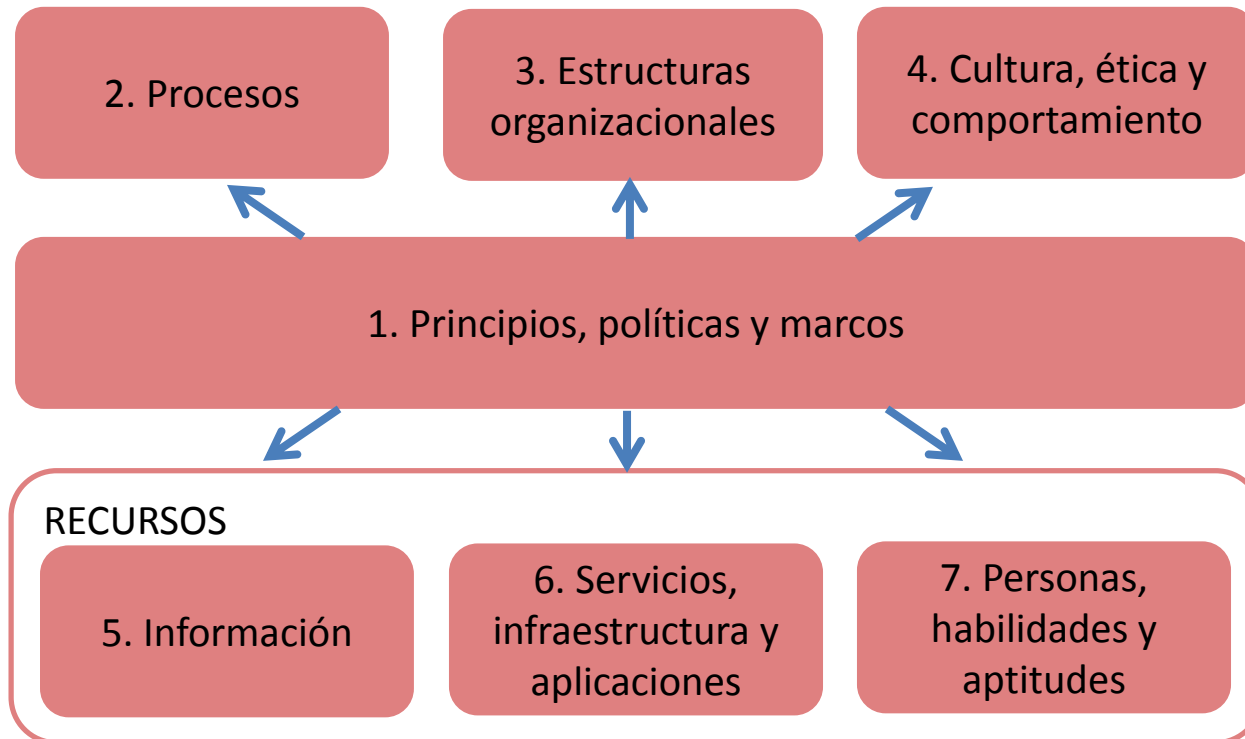 2. Procesos
3. Estructuras
organizacionales
4. Cultura, ética y
comportamiento
1. Principios, políticas y marcos
RECURSOS
5. Información
6. Servicios,
infraestructura y
aplicaciones
7. Personas,
habilidades y
aptitudes